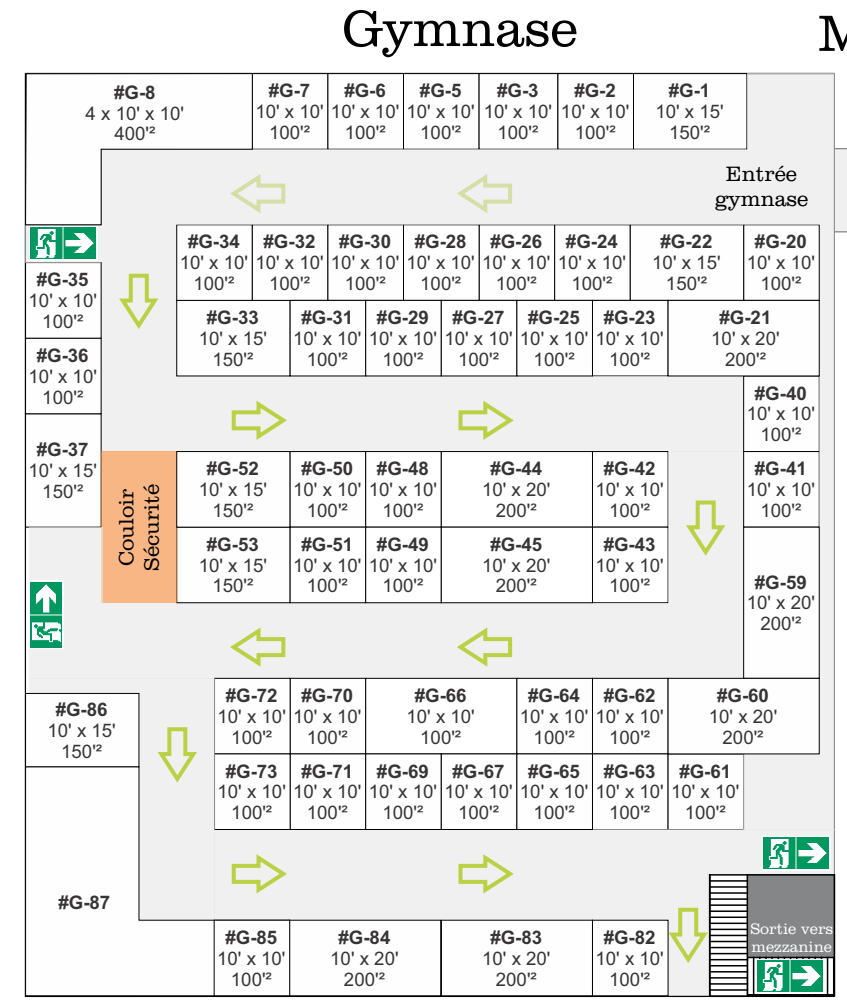 Gymnase
M
#G-8
4 x 10' x 10'
400'²
#G-7
10' x 10'
100'²
#G-6
10' x 10'
100'²
#G-5
10' x 10'
100'²
#G-3
10' x 10'
100'²
#G-2
10' x 10'
100'²
#G-1
10' x 15'
150'²
Entrée
gymnase
#G-34
10' x 10'
100'²
#G-32
10' x 10'
100'²
#G-30
10' x 10'
100'²
#G-28
10' x 10'
100'²
#G-26
10' x 10'
100'²
#G-24
10' x 10'
100'²
#G-22
10' x 15'
150'²
#G-20
10' x 10'
100'²
#G-35
10' x 10'
100'²
#G-33
10' x 15'
150'²
#G-31
10' x 10'
100'²
#G-29
10' x 10'
100'²
#G-27
10' x 10'
100'²
#G-25
10' x 10'
100'²
#G-23
10' x 10'
100'²
#G-21
10' x 20'
200'²
#G-36
10' x 10'
100'²
#G-40
10' x 10'
100'²
#G-37
10' x 15'
150'²
Couloir
Sécurité
#G-52
10' x 15'
150'²
#G-50
10' x 10'
100'²
#G-48
10' x 10'
100'²
#G-44
10' x 20'
200'²
#G-42
10' x 10'
100'²
#G-41
10' x 10'
100'²
#G-53
10' x 15'
150'²
#G-51
10' x 10'
100'²
#G-49
10' x 10'
100'²
#G-45
10' x 20'
200'²
#G-43
10' x 10'
100'²
#G-59
10' x 20'
200'²
#G-86
10' x 15'
150'²
#G-72
10' x 10'
100'²
#G-70
10' x 10'
100'²
#G-66
10' x 10'
100'²
#G-64
10' x 10'
100'²
#G-62
10' x 10'
100'²
#G-60
10' x 20'
200'²
#G-73
10' x 10'
100'²
#G-71
10' x 10'
100'²
#G-69
10' x 10'
100'²
#G-67
10' x 10'
100'²
#G-65
10' x 10'
100'²
#G-63
10' x 10'
100'²
#G-61
10' x 10'
100'²
#G-87
#G-85
10' x 10'
100'²
#G-84
10' x 20'
200'²
#G-83
10' x 20'
200'²
#G-82
10' x 10'
100'²
Sortie vers
mezzanine